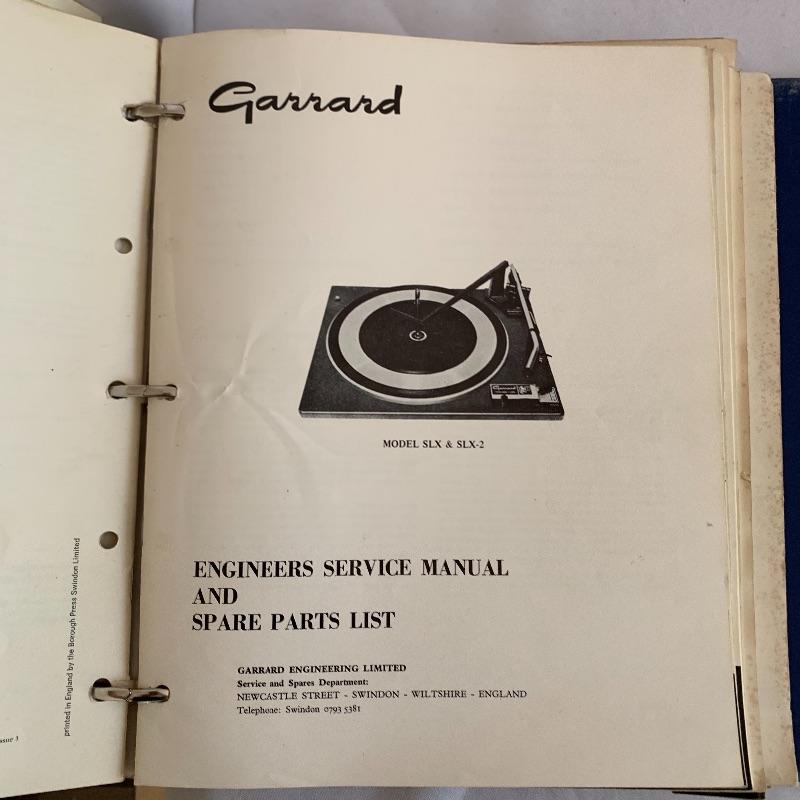 Garrard
Garrard
MODEL SLX & SLX-2
ENGINEERS SERVICE MANUAL
AND
SPARE PARTS LIST
GARRARD ENGINEERING LIMITED
Service and Spares Department:
NEWCASTLE STREET - SWINDON - WILTSHIRE - ENGLAND
Telephone: Swindon 0793 5381
printed in England by the Borough Press Swindon Limited